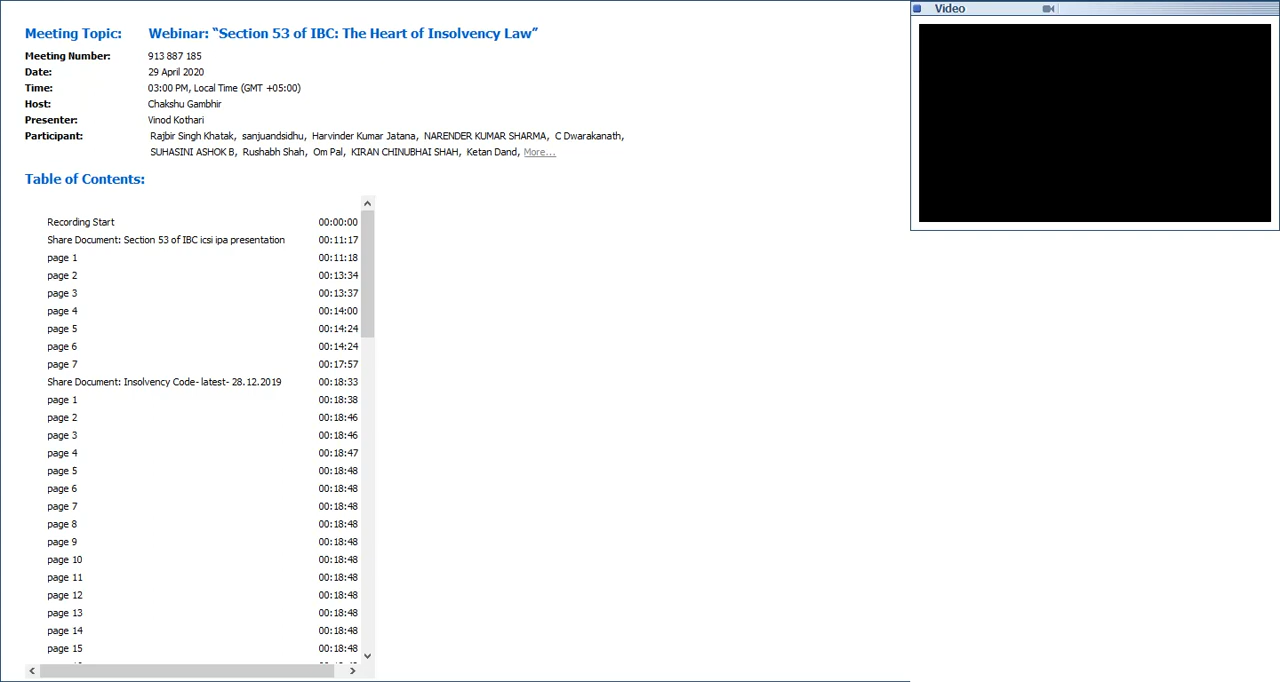 Meeting Topic: Webinar: “Section 53 of IBC: The Heart of Insolvency Law”
Meeting Number: 913 887 185
Date: 29 April 2020
Time: 03:00 PM, Local Time (GMT +05:00)
Host: Chakshu Gambhir
Presenter: Vinod Kothari
Participant: Rajbir Singh Khatak, sanjuandsidhu, Harvinder Kumar Jatana, NARENDER KUMAR SHARMA, C Dwarakanath,
SUHASINI ASHOK B, Rushabh Shah, Om Pal, KIRAN CHINUBHAI SHAH, Ketan Dand, More...
Table of Contents:
Recording Start 00:00:00
Share Document: Section 53 of IBC icsi ipa presentation 00:11:17
page 1 00:11:18
page 2 00:13:34
page 3 00:13:37
page 4 00:14:00
page 5 00:14:24
page 6 00:14:24
page 7 00:17:57
Share Document: Insolvency Code- latest- 28.12.2019 00:18:33
page 1 00:18:38
page 2 00:18:46
page 3 00:18:46
page 4 00:18:47
page 5 00:18:48
page 6 00:18:48
page 7 00:18:48
page 8 00:18:48
page 9 00:18:48
page 10 00:18:48
page 11 00:18:48
page 12 00:18:48
page 13 00:18:48
page 14 00:18:48
page 15 00:18:48
Video